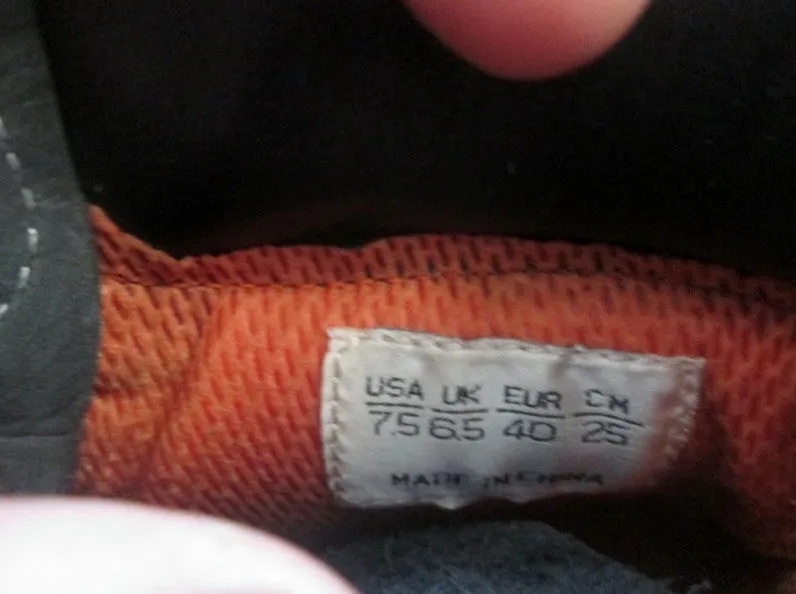 USA UK EUR CM
7.5 6.5 40 25
MADE IN CHINA